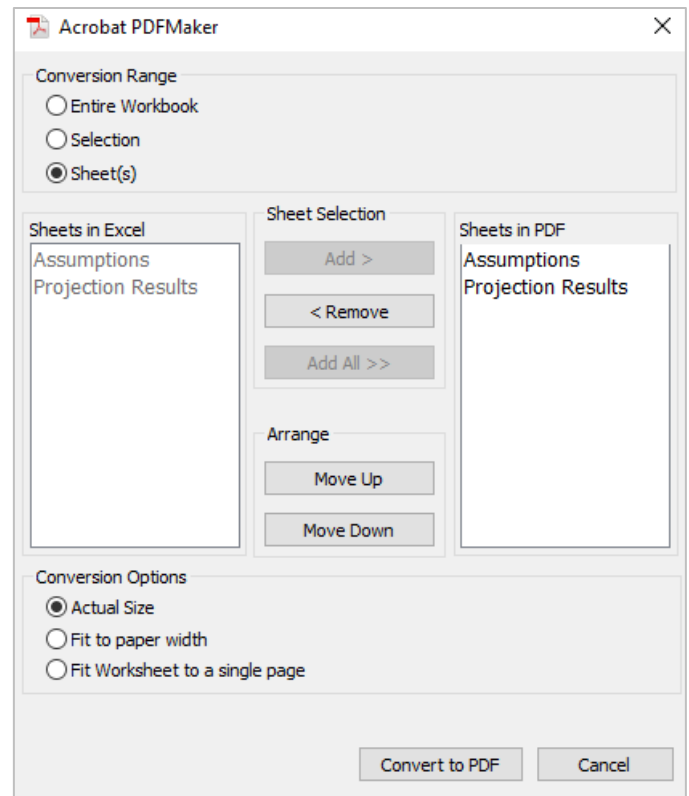 Acrobat PDFMaker
Conversion Range
Entire Workbook
Selection
Sheet(s)
Sheets in Excel
Assumptions
Projection Results
Sheet Selection
Add >
< Remove
Add All >>
Arrange
Move Up
Move Down
Sheets in PDF
Assumptions
Projection Results
Conversion Options
Actual Size
Fit to paper width
Fit Worksheet to a single page
Convert to PDF
Cancel